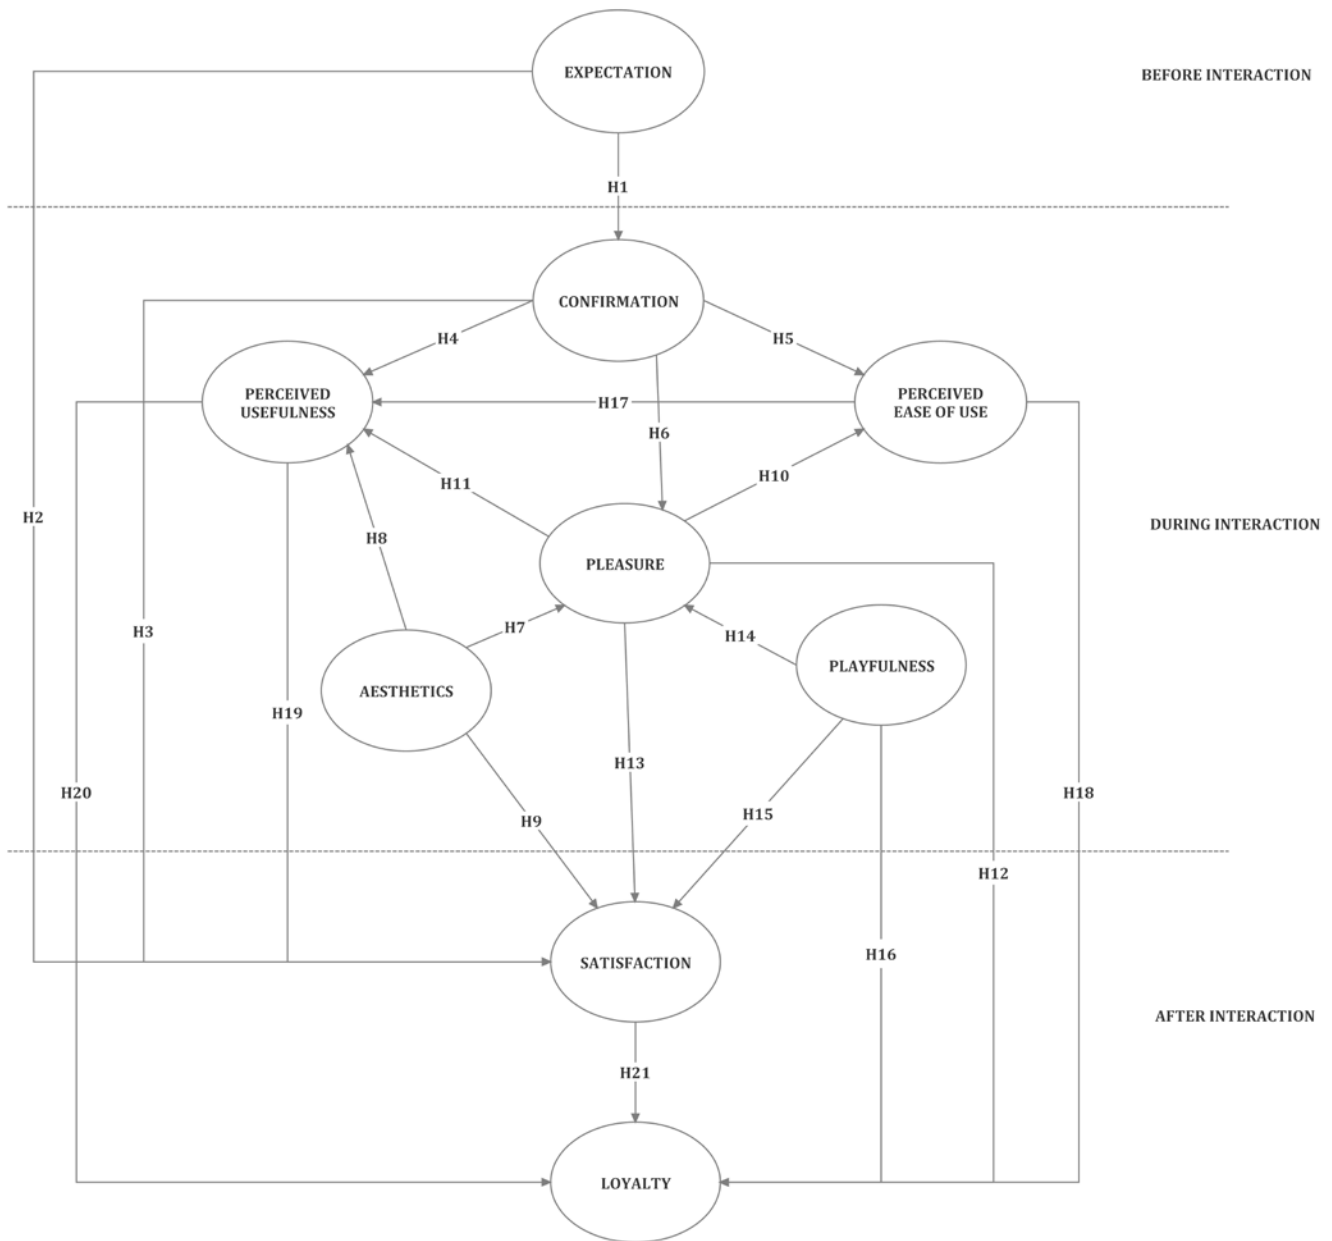 EXPECTATION
BEFORE INTERACTION
H1
CONFIRMATION
H4
H5
PERCEIVED
USEFULNESS
H17
PERCEIVED
EASE OF USE
H6
H11
H10
H2
DURING INTERACTION
H8
PLEASURE
H3
H7
H14
PLAYFULNESS
AESTHETICS
H19
H13
H20
H18
H9
H15
H12
H16
SATISFACTION
AFTER INTERACTION
H21
LOYALTY